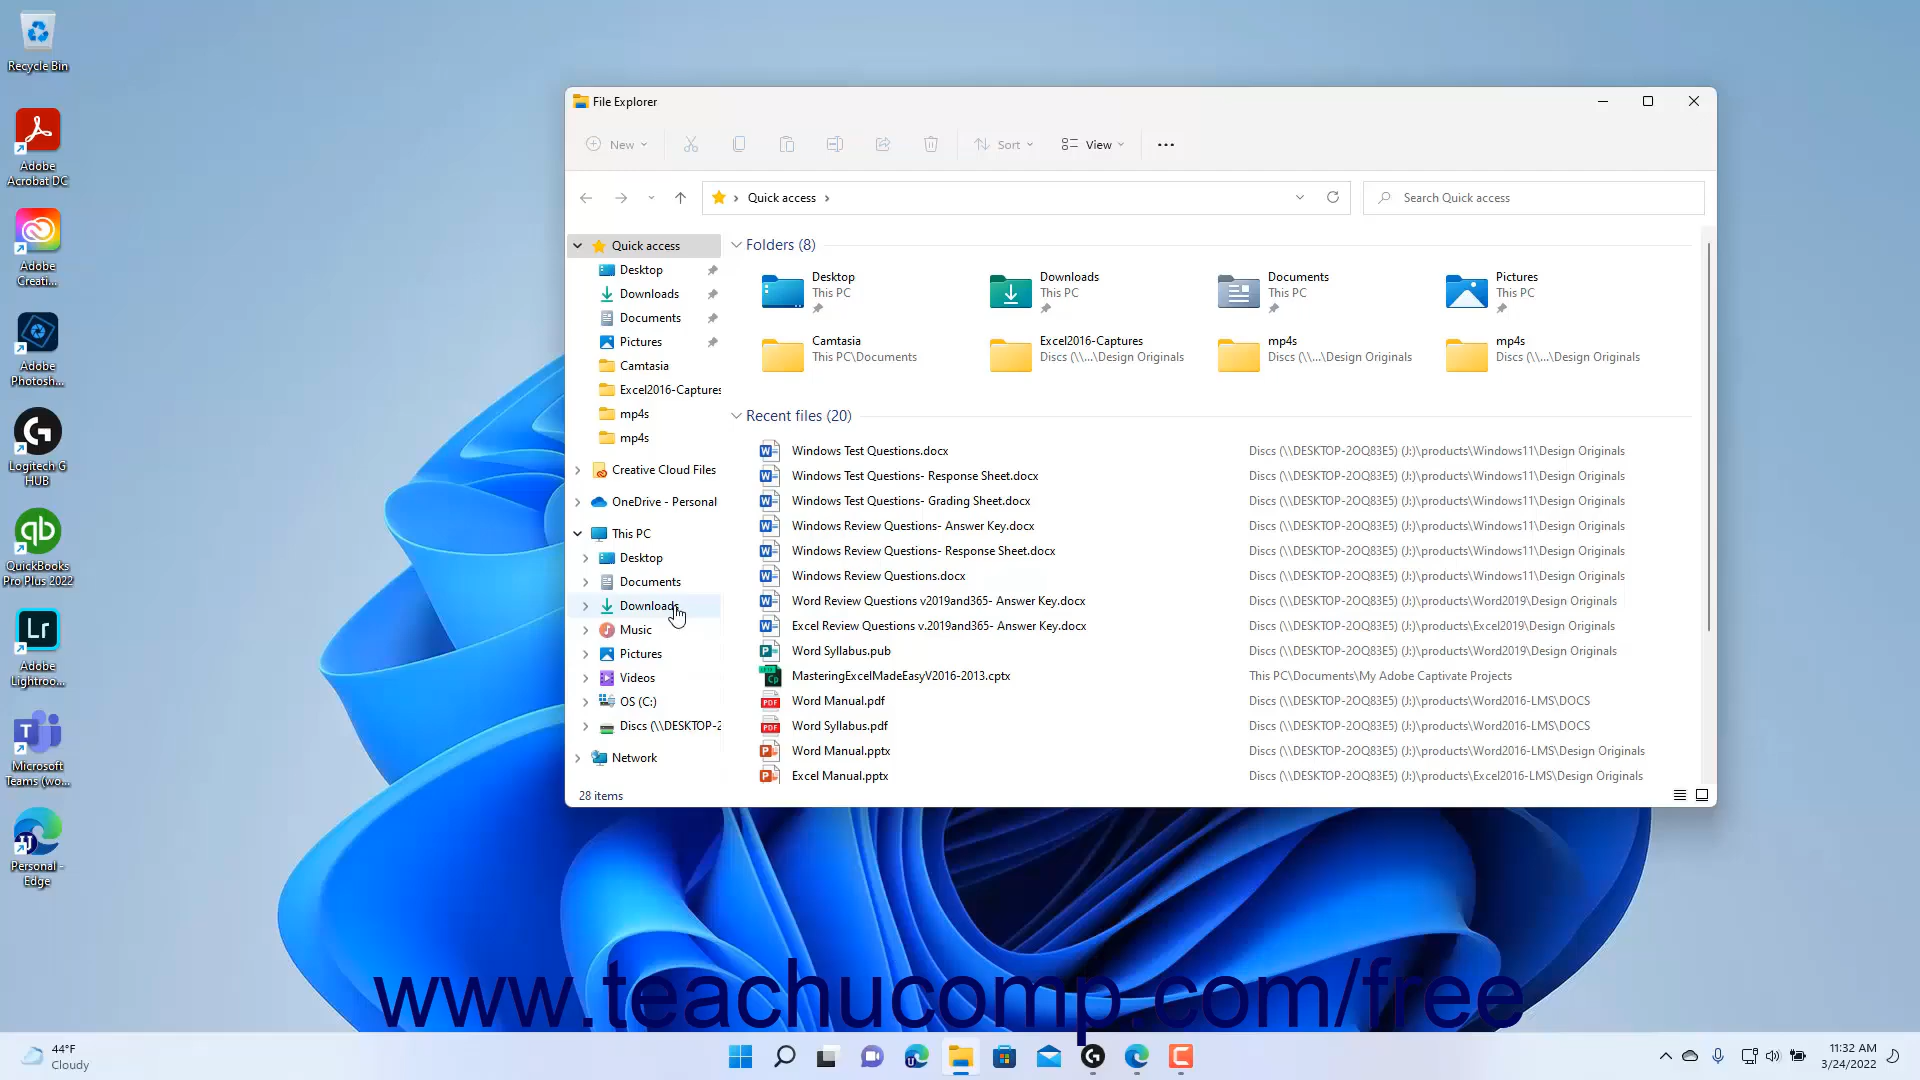 Recycle Bin
Adobe
Acrobat DC
Adobe
Creati...
Adobe
Photosh...
Logitech G
HUB
QuickBooks
Pro Plus 2022
Adobe
Lightroo...
Microsoft
Teams (wo...
Personal -
Edge
File Explorer
New
Sort
View
Quick access
Search Quick access
Quick access
Desktop
Downloads
Documents
Pictures
Camtasia
Excel2016-Captures
mp4s
mp4s
Creative Cloud Files
OneDrive - Personal
This PC
Desktop
Documents
Downloads
Music
Pictures
Videos
OS (C:)
Discs (\\DESKTOP-2
Network
28 items
Folders (8)
Desktop
This PC
Downloads
This PC
Documents
This PC
Pictures
This PC
Camtasia
This PC\Documents
Excel2016-Captures
Discs (\\...\Design Originals
mp4s
Discs (\\...\Design Originals
mp4s
Discs (\\...\Design Originals
Recent files (20)
Windows Test Questions.docx Discs (\\DESKTOP-2OQ83E5) (J:)\products\Windows11\Design Originals
Windows Test Questions- Response Sheet.docx Discs (\\DESKTOP-2OQ83E5) (J:)\products\Windows11\Design Originals
Windows Test Questions- Grading Sheet.docx Discs (\\DESKTOP-2OQ83E5) (J:)\products\Windows11\Design Originals
Windows Review Questions- Answer Key.docx Discs (\\DESKTOP-2OQ83E5) (J:)\products\Windows11\Design Originals
Windows Review Questions- Response Sheet.docx Discs (\\DESKTOP-2OQ83E5) (J:)\products\Windows11\Design Originals
Windows Review Questions.docx Discs (\\DESKTOP-2OQ83E5) (J:)\products\Windows11\Design Originals
Word Review Questions v2019and365- Answer Key.docx Discs (\\DESKTOP-2OQ83E5) (J:)\products\Word2019\Design Originals
Excel Review Questions v.2019and365- Answer Key.docx Discs (\\DESKTOP-2OQ83E5) (J:)\products\Excel2019\Design Originals
Word Syllabus.pub Discs (\\DESKTOP-2OQ83E5) (J:)\products\Word2019\Design Originals
MasteringExcelMadeEasyV2016-2013.cptx This PC\Documents\My Adobe Captivate Projects
Word Manual.pdf Discs (\\DESKTOP-2OQ83E5) (J:)\products\Word2016-LMS\DOCS
Word Syllabus.pdf Discs (\\DESKTOP-2OQ83E5) (J:)\products\Word2016-LMS\DOCS
Word Manual.pptx Discs (\\DESKTOP-2OQ83E5) (J:)\products\Word2016-LMS\Design Originals
Excel Manual.pptx Discs (\\DESKTOP-2OQ83E5) (J:)\products\Excel2016-LMS\Design Originals
www.teachucomp.com/free
44°F
Cloudy
11:32 AM
3/24/2022